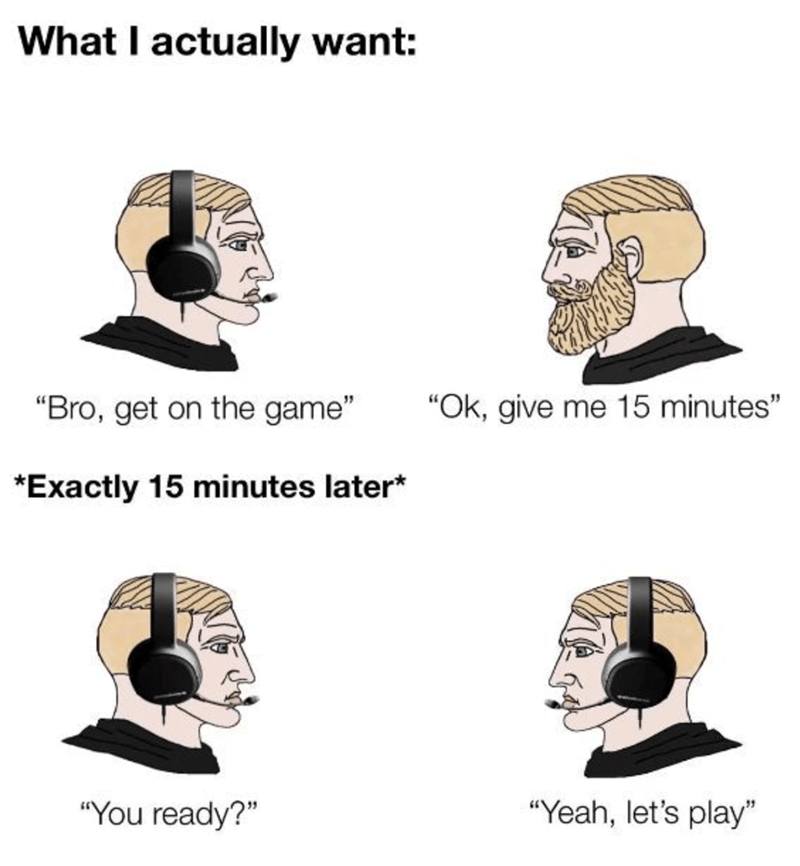 What I actually want:
“Bro, get on the game”
“Ok, give me 15 minutes”
*Exactly 15 minutes later*
“You ready?”
“Yeah, let’s play”